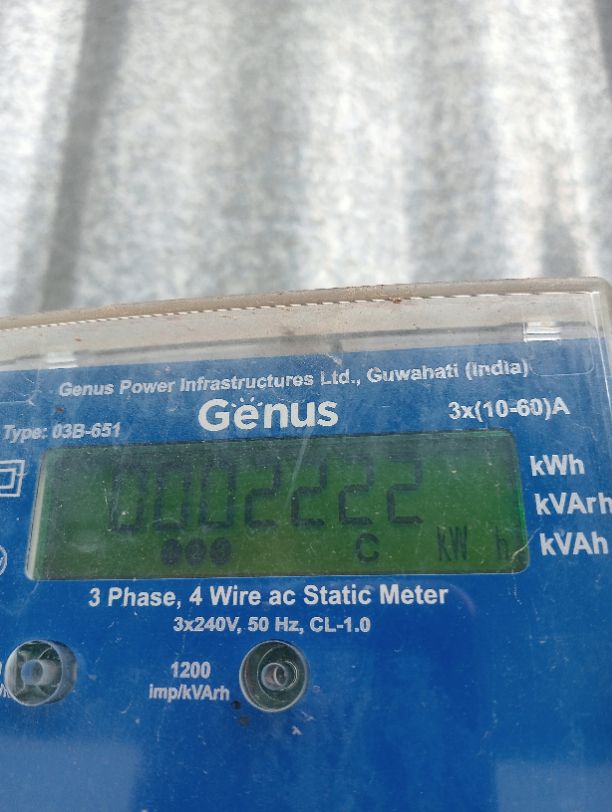 Genus Power Infrastructures Ltd., Guwahati (India)
Genus
3x(10-60)A
Type: 03B-651
0002222
kWh
kVArh
kVAh
C kW h
3 Phase, 4 Wire ac Static Meter
3x240V, 50 Hz, CL-1.0
1200
imp/kVArh